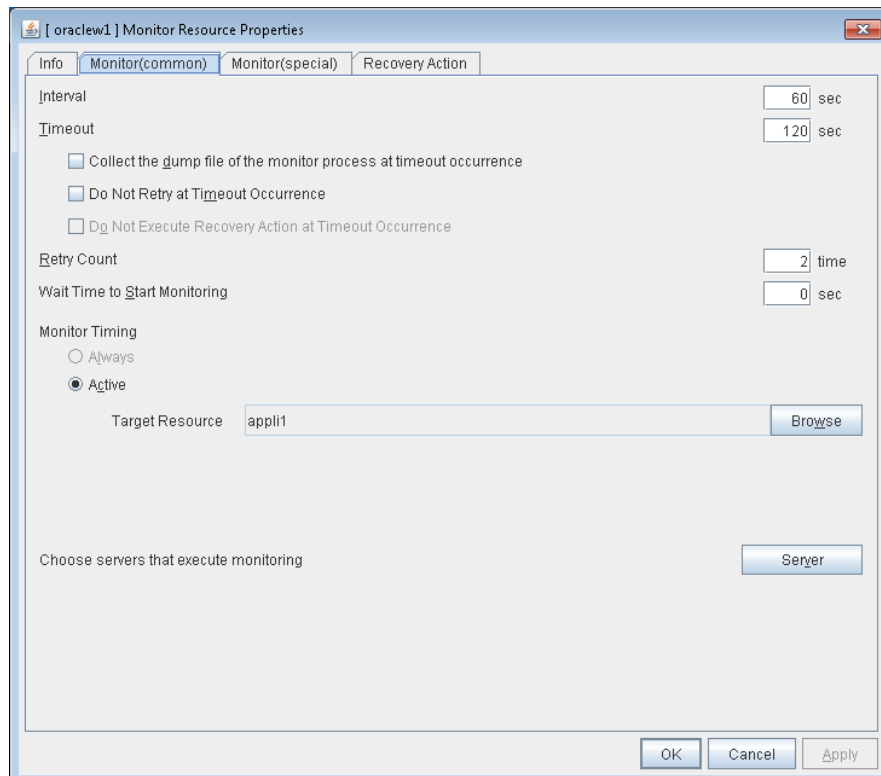 [ oraclew1 ] Monitor Resource Properties
Info Monitor(common) Monitor(special) Recovery Action
Interval 60 sec
Timeout 120 sec
Collect the dump file of the monitor process at timeout occurrence
Do Not Retry at Timeout Occurrence
Do Not Execute Recovery Action at Timeout Occurrence
Retry Count 2 time
Wait Time to Start Monitoring 0 sec
Monitor Timing
Always
Active
Target Resource appli1 Browse
Choose servers that execute monitoring Server
OK Cancel Apply